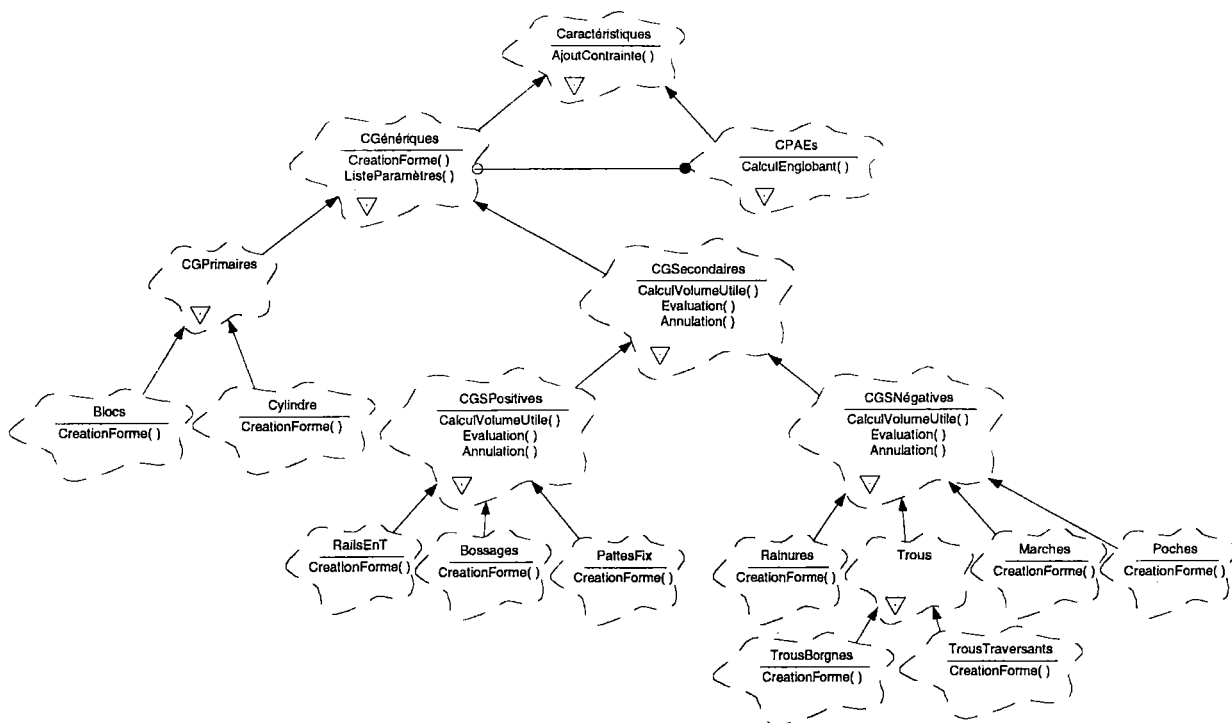 Caractéristiques
AjoutContrainte( )
CGénériques
CreationForme( )
ListeParamètres( )
CPAEs
CalculEnglobant( )
CGPrimaires
CGSecondaires
CalculVolumeUtile( )
Evaluation( )
Annulation( )
Blocs
CreationForme( )
Cylindre
CreationForme( )
CGSPositives
CalculVolumeUtile( )
Evaluation( )
Annulation( )
CGSNégatives
CalculVolumeUtile( )
Evaluation( )
Annulation( )
RailsEnT
CreationForme( )
Bossages
CreationForme( )
PattesFix
CreationForme( )
Rainures
CreationForme( )
Trous
Marches
CreationForme( )
Poches
CreationForme( )
TrousBorgnes
CreationForme( )
TrousTraversants
CreationForme( )